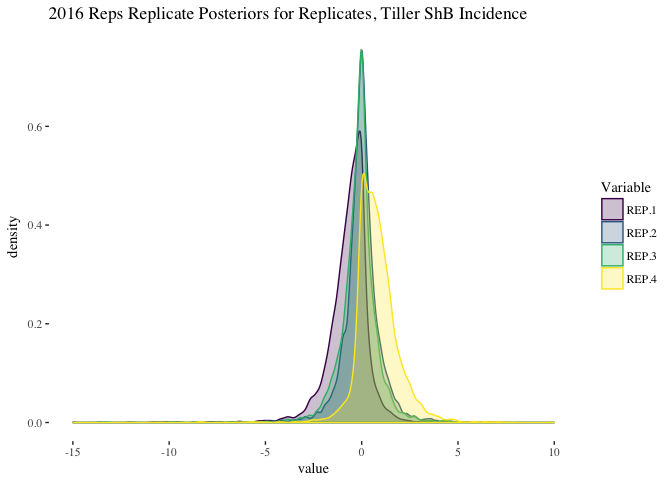 2016 Reps Replicate Posteriors for Replicates, Tiller ShB Incidence
0.6
0.4
0.2
0.0
density
-15
-10
-5
0
5
10
value
Variable
REP.1
REP.2
REP.3
REP.4